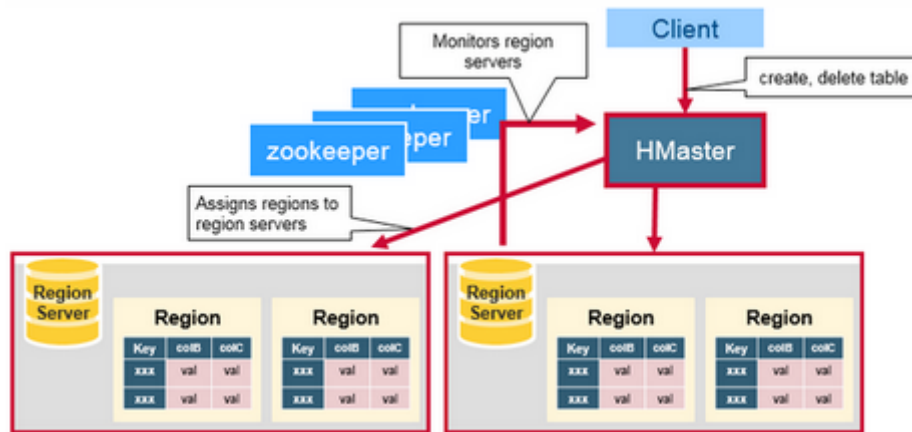 Client
Monitors region
servers
create, delete table
eper
zookeeper
HMaster
Assigns regions to
region servers
Region
Server
Region
Key colB colC
xxx val val
xxx val val
Region
Key colB colC
xxx val val
xxx val val
Region
Server
Region
Key colB colC
xxx val val
xxx val val
Region
Key colB colC
xxx val val
xxx val val